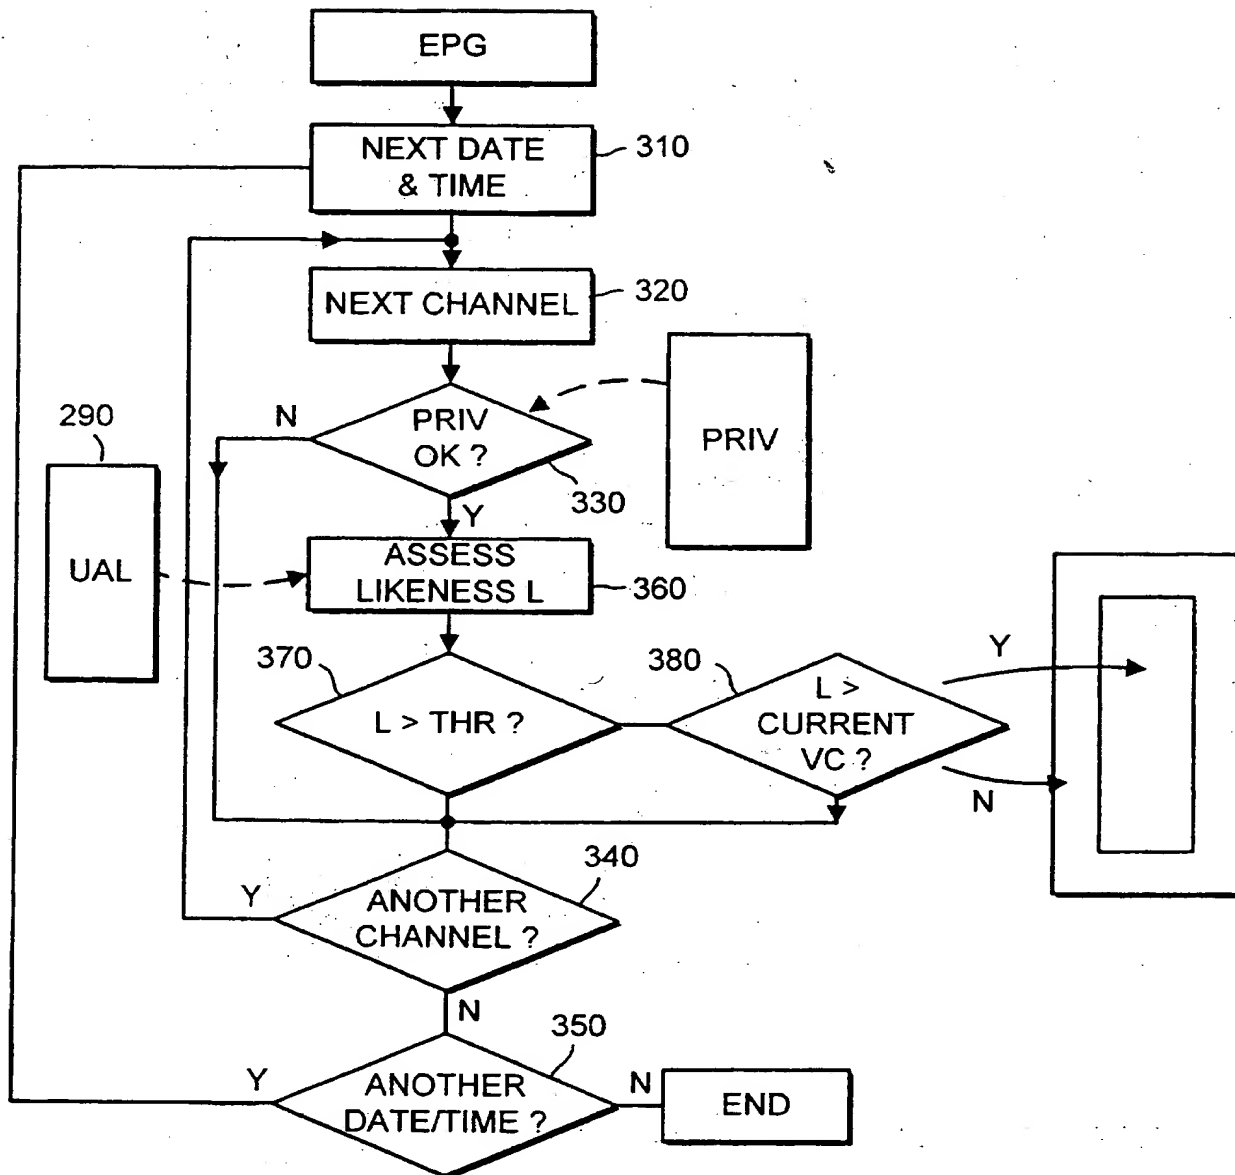 EPG
NEXT DATE
& TIME
310
NEXT CHANNEL
320
PRIV
OK ?
N
330
Y
PRIV
290
UAL
ASSESS
LIKENESS L
360
370
L > THR ?
380
L >
CURRENT
VC ?
Y
N
340
ANOTHER
CHANNEL ?
Y
N
350
ANOTHER
DATE/TIME ?
Y
N
END